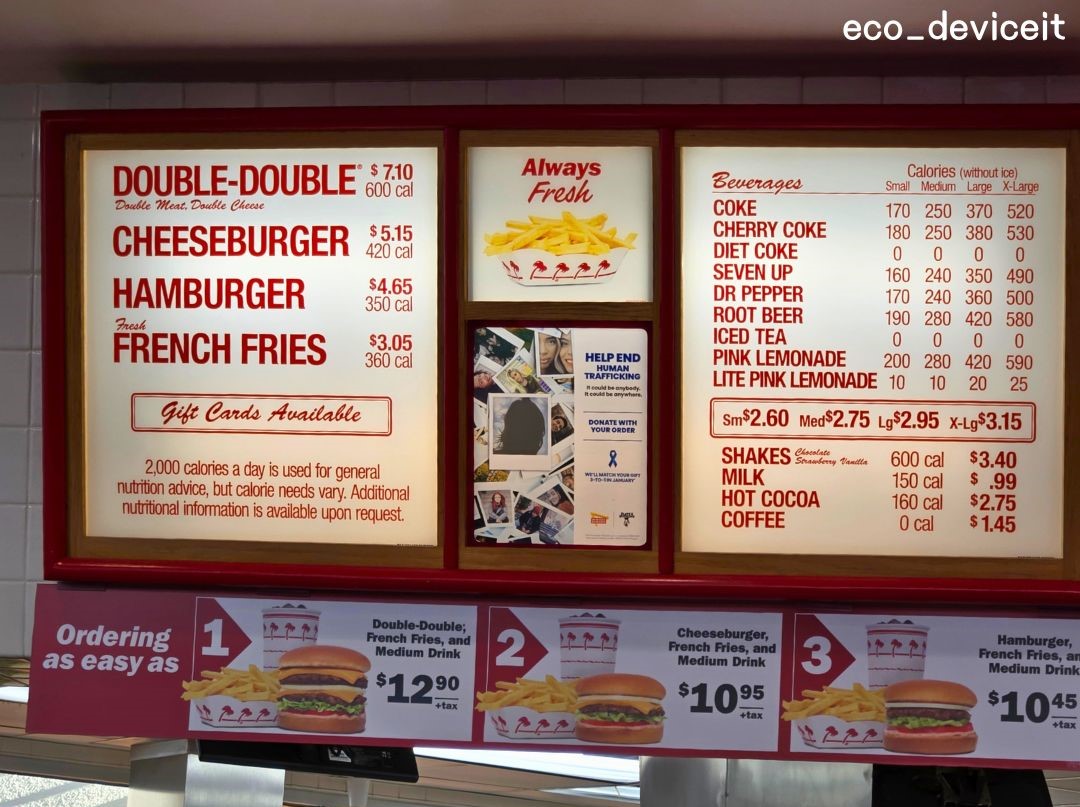 eco_deviceit
DOUBLE-DOUBLE® $7.10
Double Meat, Double Cheese 600 cal
CHEESEBURGER $5.15
420 cal
HAMBURGER $4.65
350 cal
Fresh
FRENCH FRIES $3.05
360 cal
Gift Cards Available
2,000 calories a day is used for general
nutrition advice, but calorie needs vary. Additional
nutritional information is available upon request.
Always
Fresh
HELP END
HUMAN
TRAFFICKING
It could be anybody.
It could be anywhere.
DONATE WITH
YOUR ORDER
WE'LL MATCH YOUR GIFT
3-TO-1 IN JANUARY
Beverages Calories (without ice)
Small Medium Large X-Large
COKE 170 250 370 520
CHERRY COKE 180 250 380 530
DIET COKE 0 0 0 0
SEVEN UP 160 240 350 490
DR PEPPER 170 240 360 500
ROOT BEER 190 280 420 580
ICED TEA 0 0 0 0
PINK LEMONADE 200 280 420 590
LITE PINK LEMONADE 10 10 20 25
Sm$2.60 Med$2.75 Lg$2.95 X-Lg$3.15
SHAKES Chocolate Strawberry Vanilla 600 cal $3.40
MILK 150 cal $ .99
HOT COCOA 160 cal $2.75
COFFEE 0 cal $1.45
Ordering
as easy as
1
Double-Double,
French Fries, and
Medium Drink
$12 90
+tax
2
Cheeseburger,
French Fries, and
Medium Drink
$10 95
+tax
3
Hamburger,
French Fries, an
Medium Drink
$10 45
+tax